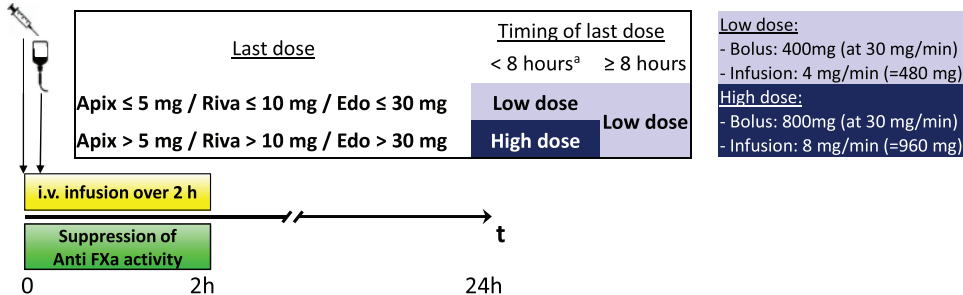 Last dose
Timing of last dose
< 8 hoursᵃ
≥ 8 hours
Apix ≤ 5 mg / Riva ≤ 10 mg / Edo ≤ 30 mg
Low dose
Apix > 5 mg / Riva > 10 mg / Edo > 30 mg
High dose
Low dose
Low dose:
- Bolus: 400mg (at 30 mg/min)
- Infusion: 4 mg/min (=480 mg)
High dose:
- Bolus: 800mg (at 30 mg/min)
- Infusion: 8 mg/min (=960 mg)
i.v. infusion over 2 h
t
Suppression of
Anti FXa activity
0
2h
24h